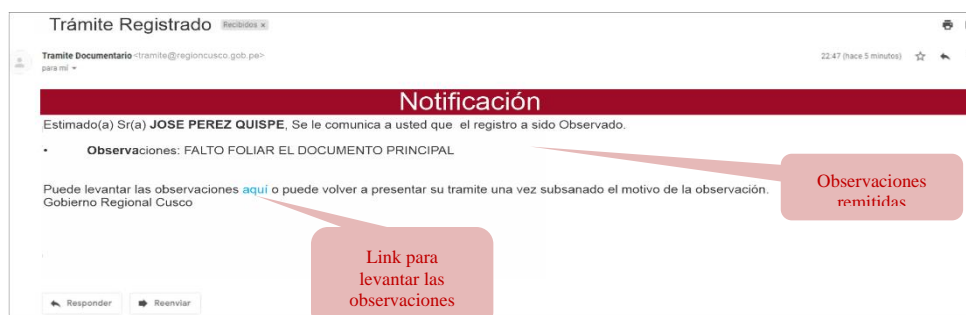 Trámite Registrado Recibidos x
Tramite Documentario <tramite@regioncusco.gob.pe>
para mí
22:47 (hace 5 minutos)
Notificación
Estimado(a) Sr(a) JOSE PEREZ QUISPE, Se le comunica a usted que el registro a sido Observado.
• Observaciones: FALTO FOLIAR EL DOCUMENTO PRINCIPAL
Observaciones
remitidas
Puede levantar las observaciones aquí o puede volver a presentar su tramite una vez subsanado el motivo de la observación.
Gobierno Regional Cusco
Link para
levantar las
observaciones
Responder Reenviar